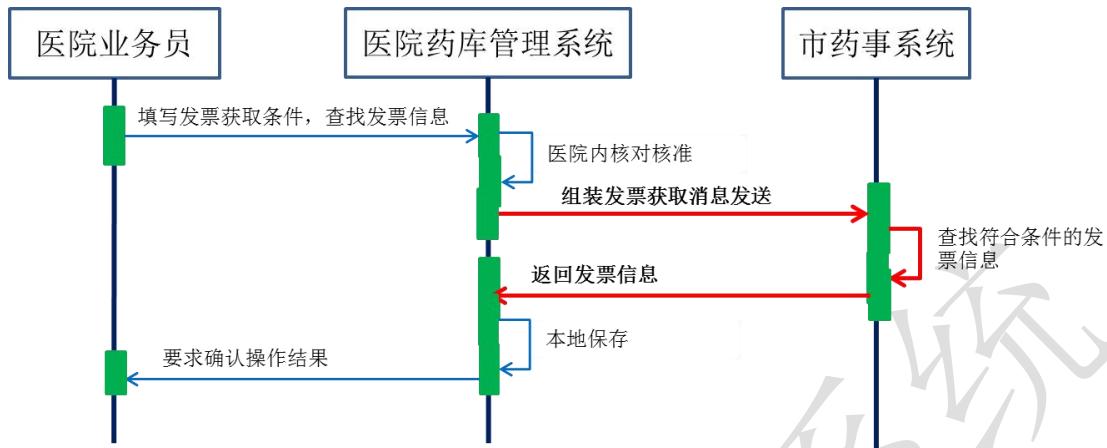 医院业务员
医院药库管理系统
市药事系统
填写发票获取条件，查找发票信息
医院内核对核准
组装发票获取消息发送
查找符合条件的发
票信息
返回发票信息
本地保存
要求确认操作结果
系统